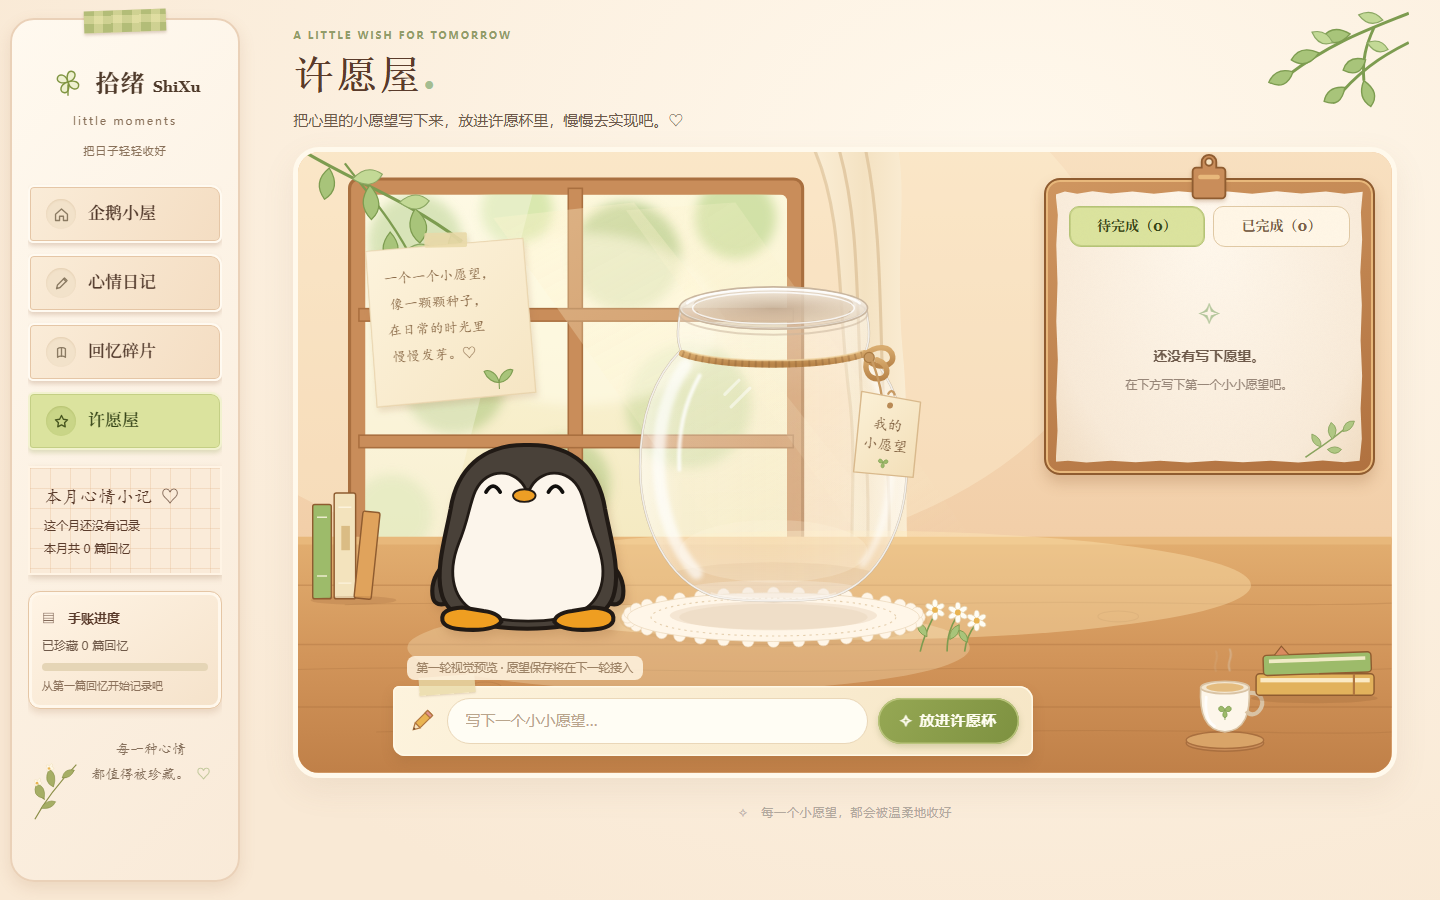 拾绪 ShiXu
little moments
把日子轻轻收好
企鹅小屋
心情日记
回忆碎片
许愿屋
本月心情小记 ♡
这个月还没有记录
本月共 0 篇回忆
手账进度
已珍藏 0 篇回忆
从第一篇回忆开始记录吧
每一种心情
都值得被珍藏。 ♡
A LITTLE WISH FOR TOMORROW
许愿屋.
把心里的小愿望写下来，放进许愿杯里，慢慢去实现吧。♡
一个一个小愿望，
像一颗颗种子，
在日常的时光里
慢慢发芽。♡
我的
小愿望
待完成（0）
已完成（0）
还没有写下愿望。
在下方写下第一个小小愿望吧。
第一轮视觉预览 · 愿望保存将在下一轮接入
写下一个小小愿望...
✧ 放进许愿杯
✧ 每一个小愿望，都会被温柔地收好